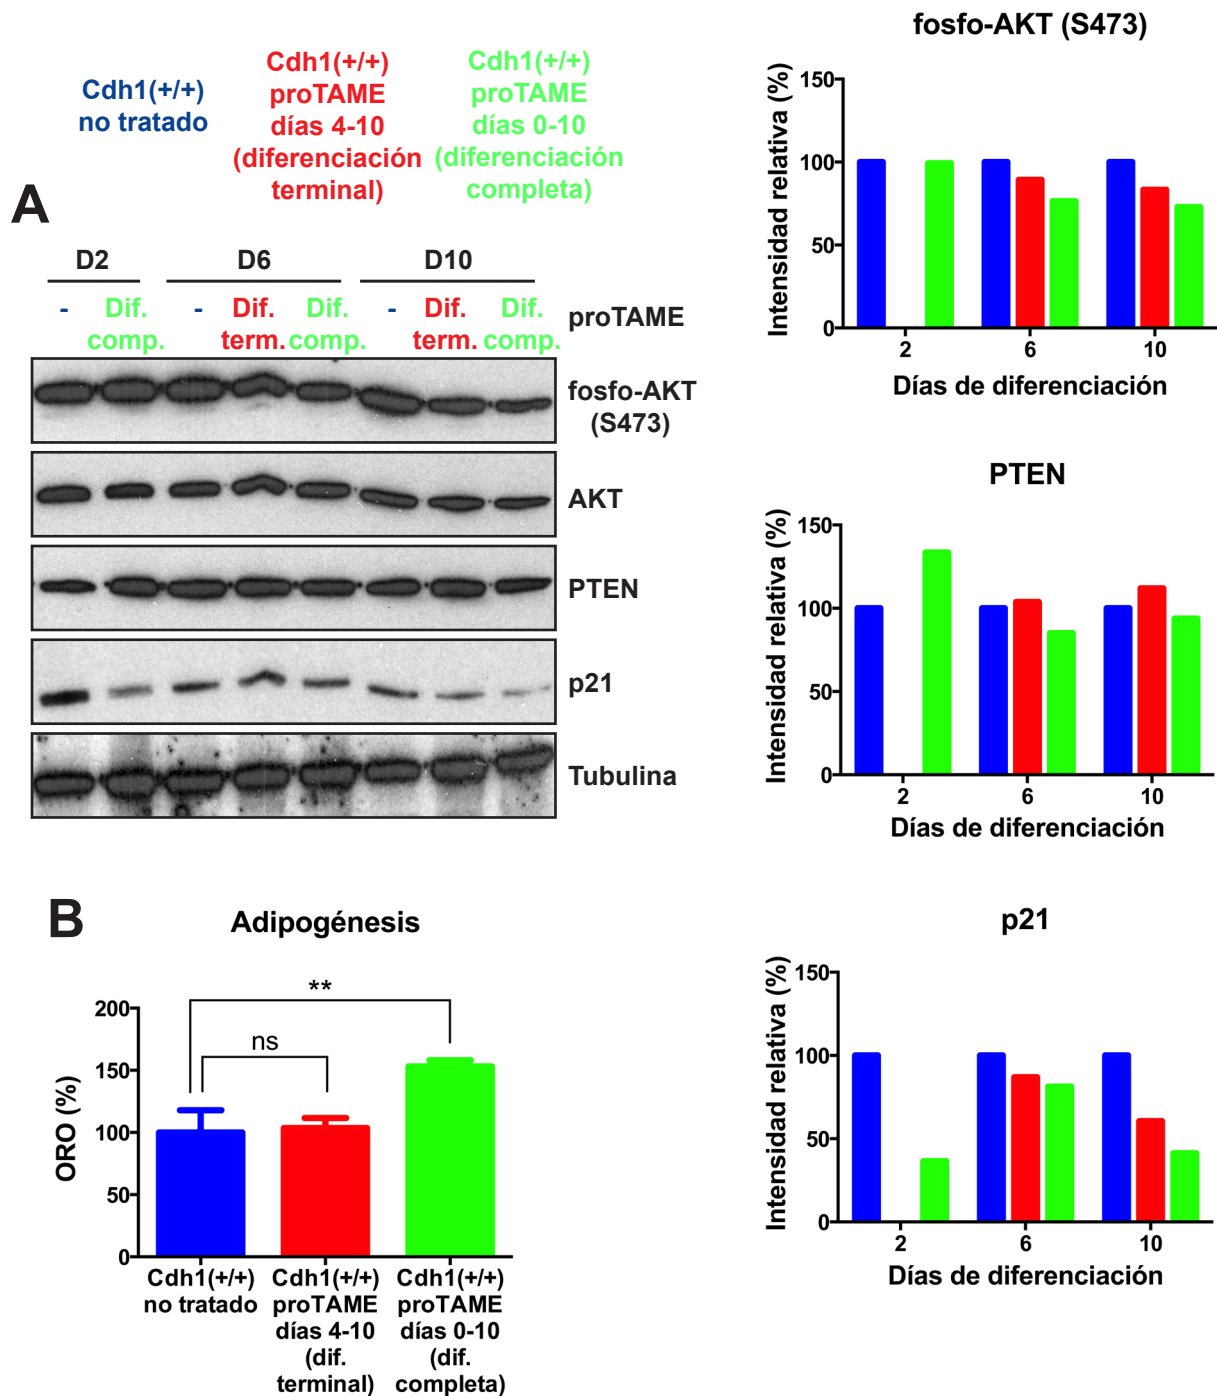 Cdh1(+/+)
no tratado
Cdh1(+/+)
proTAME
días 4-10
(diferenciación
terminal)
Cdh1(+/+)
proTAME
días 0-10
(diferenciación
completa)
A
D2
D6
D10
-
Dif.
comp.
-
Dif.
term.
Dif.
comp.
-
Dif.
term.
Dif.
comp.
proTAME
fosfo-AKT
(S473)
AKT
PTEN
p21
Tubulina
fosfo-AKT (S473)
Intensidad relativa (%)
150
100
50
0
2
6
10
Días de diferenciación
PTEN
Intensidad relativa (%)
150
100
50
0
2
6
10
Días de diferenciación
p21
Intensidad relativa (%)
150
100
50
0
2
6
10
Días de diferenciación
B
Adipogénesis
ORO (%)
200
150
100
50
0
**
ns
Cdh1(+/+)
no tratado
Cdh1(+/+)
proTAME
días 4-10
(dif.
terminal)
Cdh1(+/+)
proTAME
días 0-10
(dif.
completa)